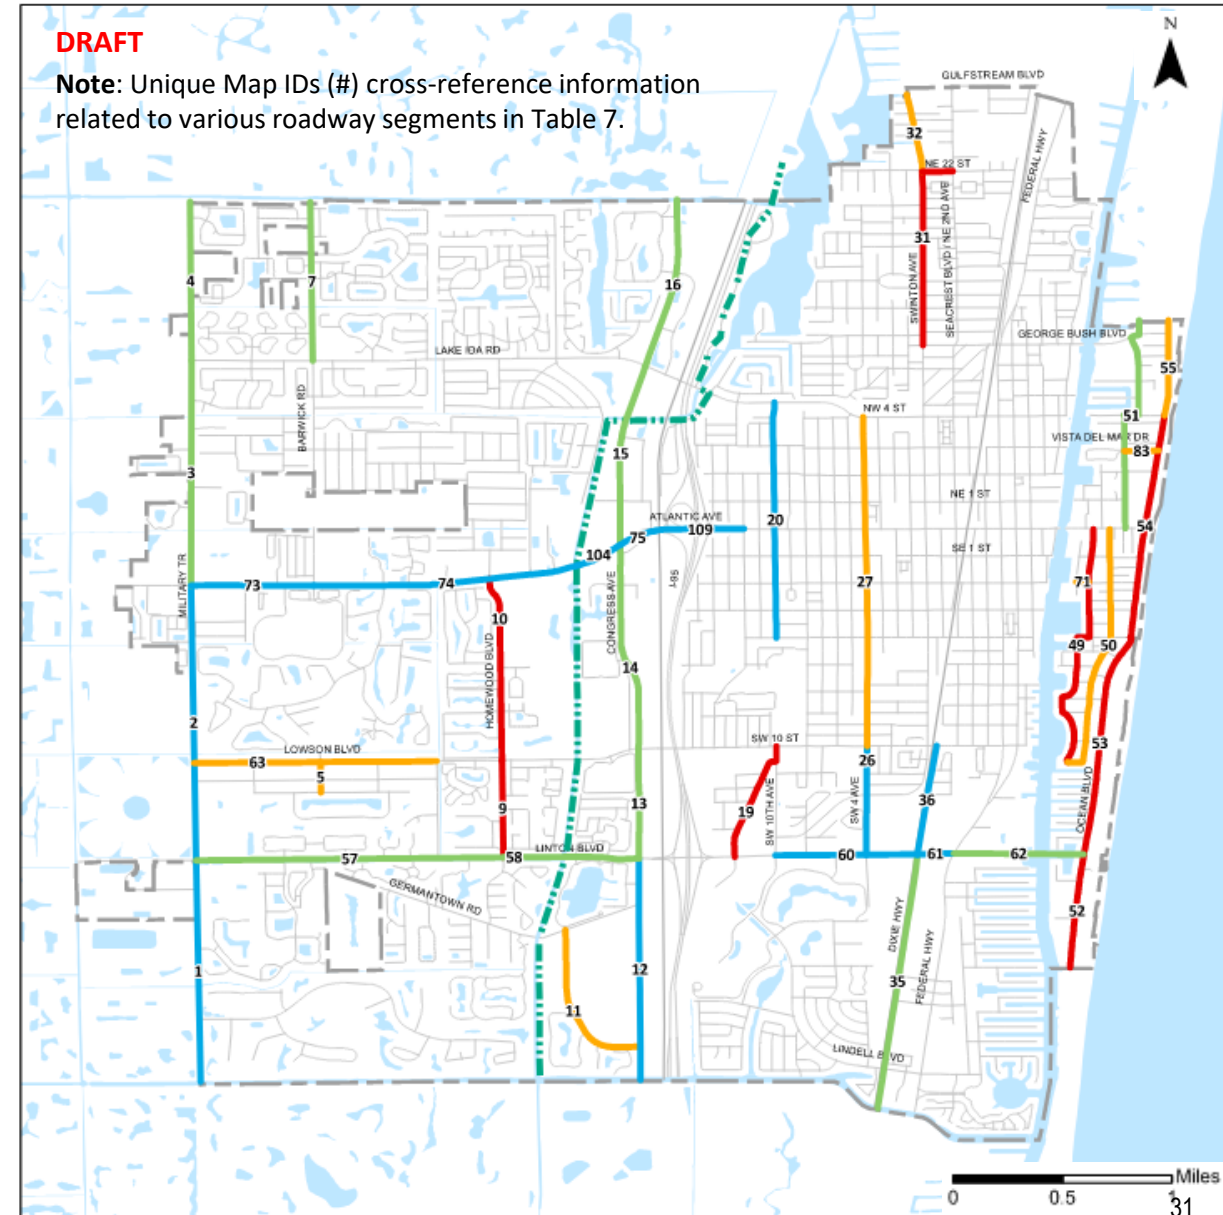 DRAFT
Note: Unique Map IDs (#) cross-reference information
related to various roadway segments in Table 7.
N
GULFSTREAM BLVD
32
NE 22 ST
FEDERAL HWY
31
SWINTON AVE
SEACREST BLVD / NE 2ND AVE
4
7
16
GEORGE BUSH BLVD
LAKE IDA RD
55
BARWICK RD
NW 4 ST
51
VISTA DEL MAR DR
83
15
3
NE 1 ST
ATLANTIC AVE
109
20
54
75
SE 1 ST
104
MILITARY TR
73
74
I95
27
71
10
CONGRESS AVE
49
50
14
HOMEWOOD BLVD
2
SW 10 ST
53
LOWSON BLVD
63
5
26
9
13
19
SW 10TH AVE
SW 4 AVE
36
OCEAN BLVD
LINTON BLVD
57
58
60
61
62
GERMANTOWN RD
52
DIXIE HWY
FEDERAL HWY
1
12
35
11
LINDELL BLVD
Miles
0
0.5
1
31